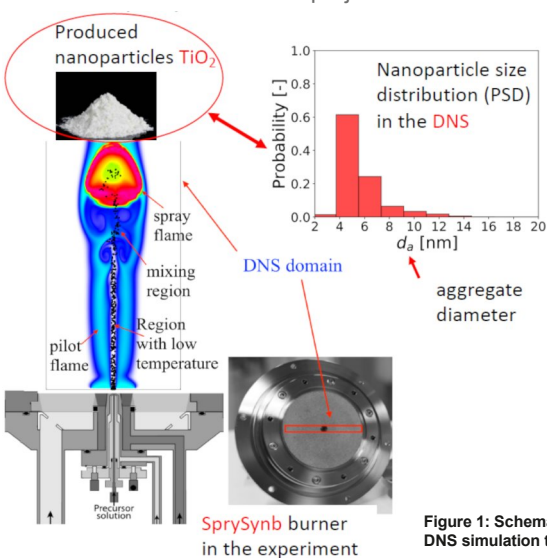 Produced
nanoparticles TiO2
Nanoparticle size
distribution (PSD)
in the DNS
Probability [-]
1.0
0.8
0.6
0.4
0.2
0.0
2 4 6 8 10 12 14 16 18 20
da [nm]
aggregate
diameter
spray
flame
mixing
region
DNS domain
Region
with low
temperature
pilot
flame
Precursor
solution
SprySynb burner
in the experiment
Figure 1: Schema
DNS simulation t